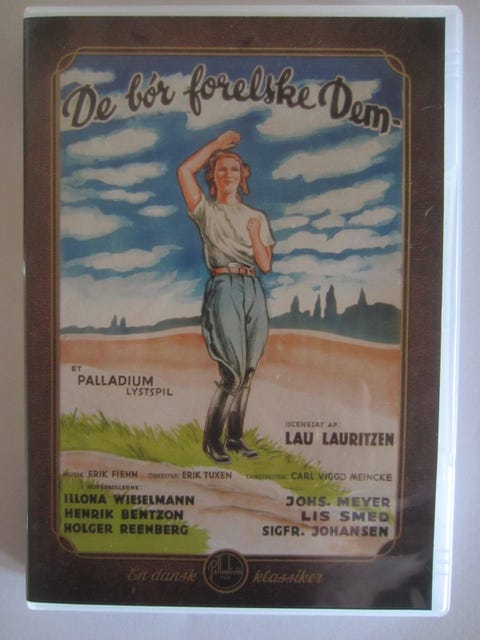 De bør forelske Dem-
ET
PALLADIUM
LYSTSPIL
ISCENESAT AF:
LAU LAURITZEN
MUSIK: ERIK FIEHN ORKESTER: ERIK TUXEN SANGTEKSTER: CARL VIGGO MEINCKE
HOVEDROLLERNE:
ILLONA WIESELMANN
HENRIK BENTZON
HOLGER REENBERG
JOHS. MEYER
LIS SMED
SIGFR. JOHANSEN
En dansk klassiker